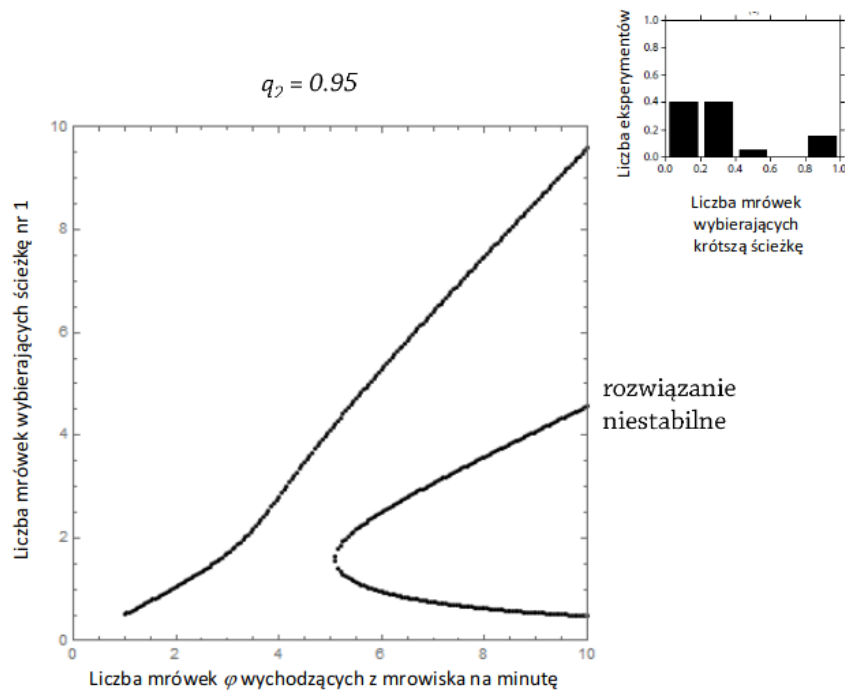 q₂ = 0.95
10
8
6
4
2
0
0 2 4 6 8 10
Liczba mrówek wybierających ścieżkę nr 1
Liczba mrówek φ wychodzących z mrowiska na minutę
rozwiązanie
niestabilne
Liczba eksperymentów
1.0
0.8
0.6
0.4
0.2
0.0
0.0 0.2 0.4 0.6 0.8 1.0
Liczba mrówek
wybierających
krótszą ścieżkę